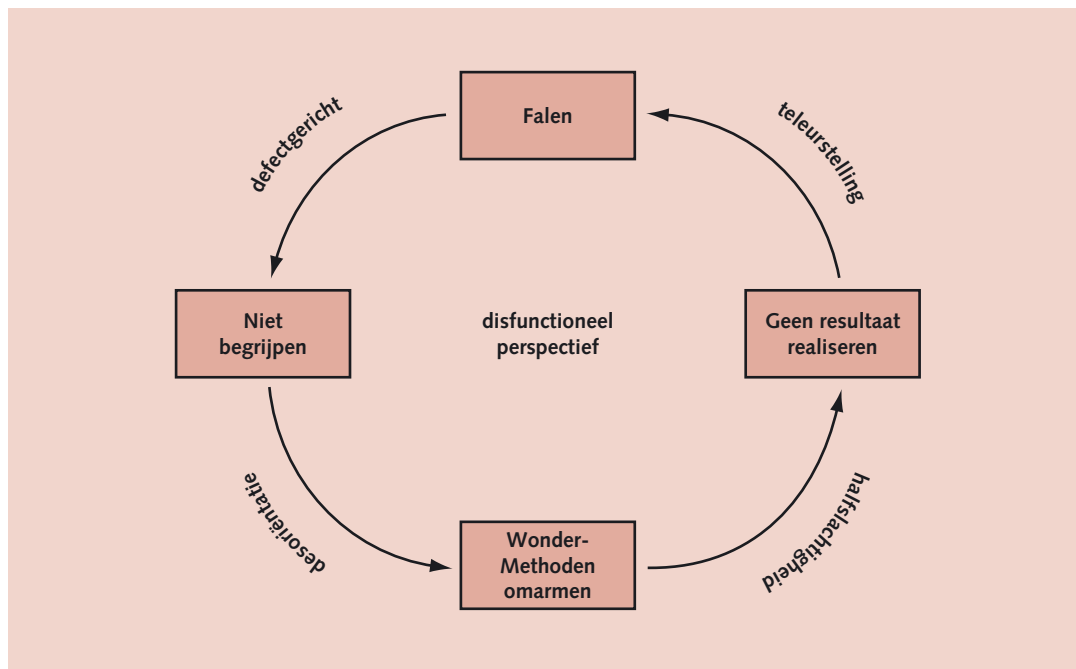 Falen
defectgericht
teleurstelling
Niet
begrijpen
disfunctioneel
perspectief
Geen resultaat
realiseren
desoriëntatie
halfslachtigheid
Wonder-
Methoden
omarmen